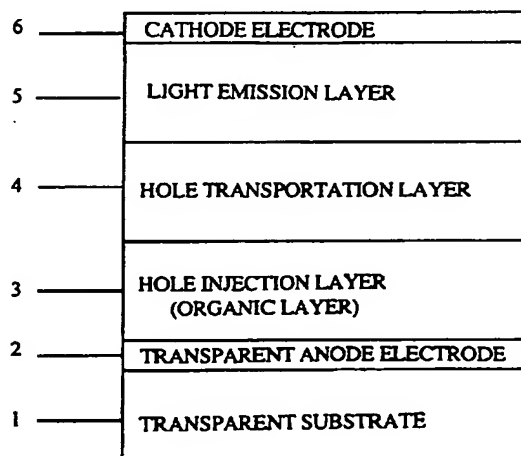 6 CATHODE ELECTRODE
5 LIGHT EMISSION LAYER
4 HOLE TRANSPORTATION LAYER
3 HOLE INJECTION LAYER
(ORGANIC LAYER)
2 TRANSPARENT ANODE ELECTRODE
1 TRANSPARENT SUBSTRATE